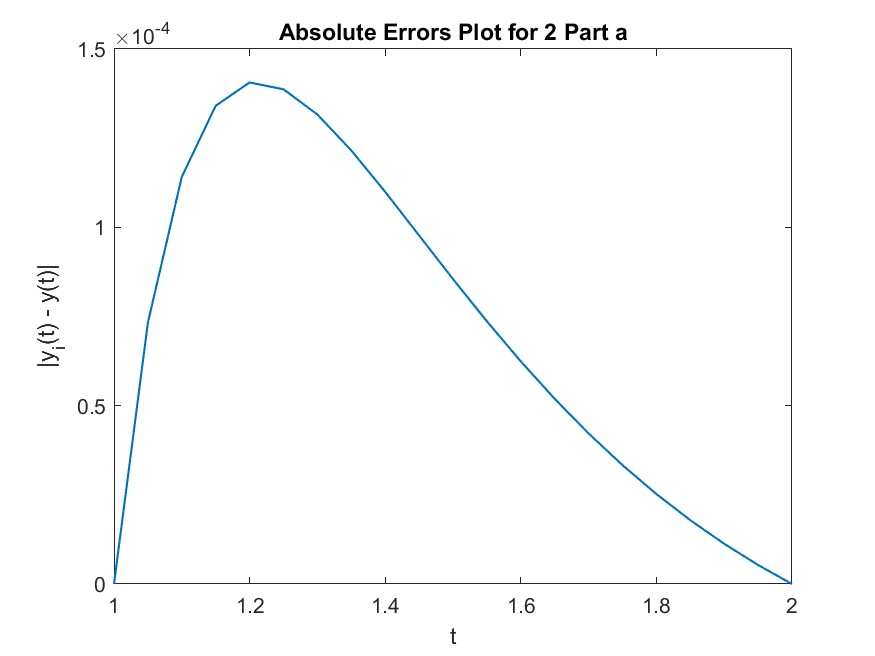 Absolute Errors Plot for 2 Part a
×10⁻⁴
1.5
1
0.5
0
|yᵢ(t) - y(t)|
1 1.2 1.4 1.6 1.8 2
t